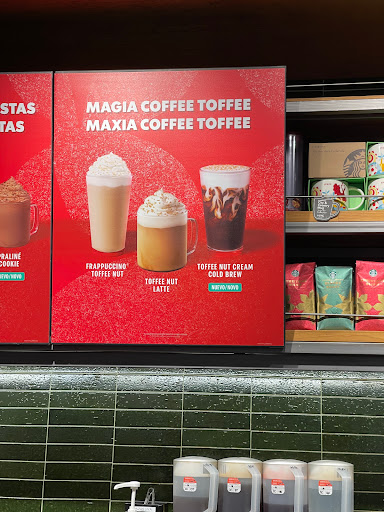 STAS
TAS
MAGIA COFFEE TOFFEE
MAXIA COFFEE TOFFEE
PRALINÉ
COOKIE
NUEVO/NOVO
FRAPPUCCINO®
TOFFEE NUT
TOFFEE NUT
LATTE
TOFFEE NUT CREAM
COLD BREW
NUEVO/NOVO